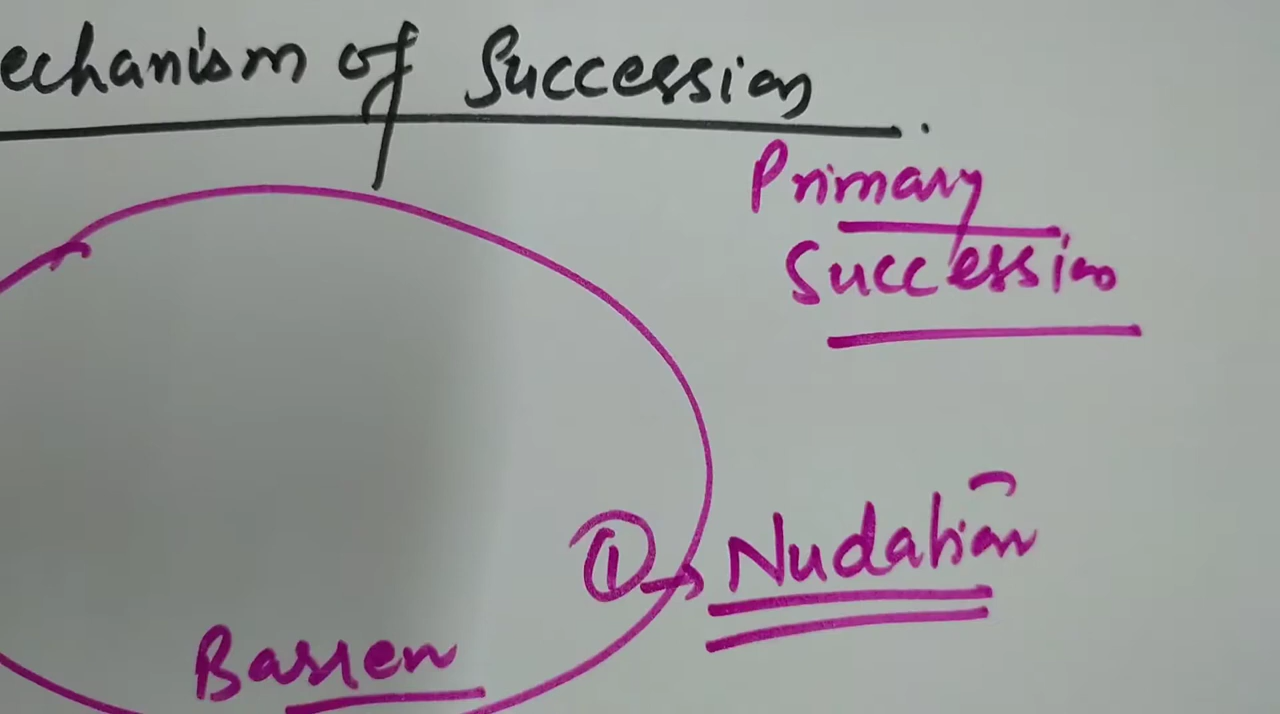 echanism of Succession.
Primary
Succession
① → Nudation
Barren